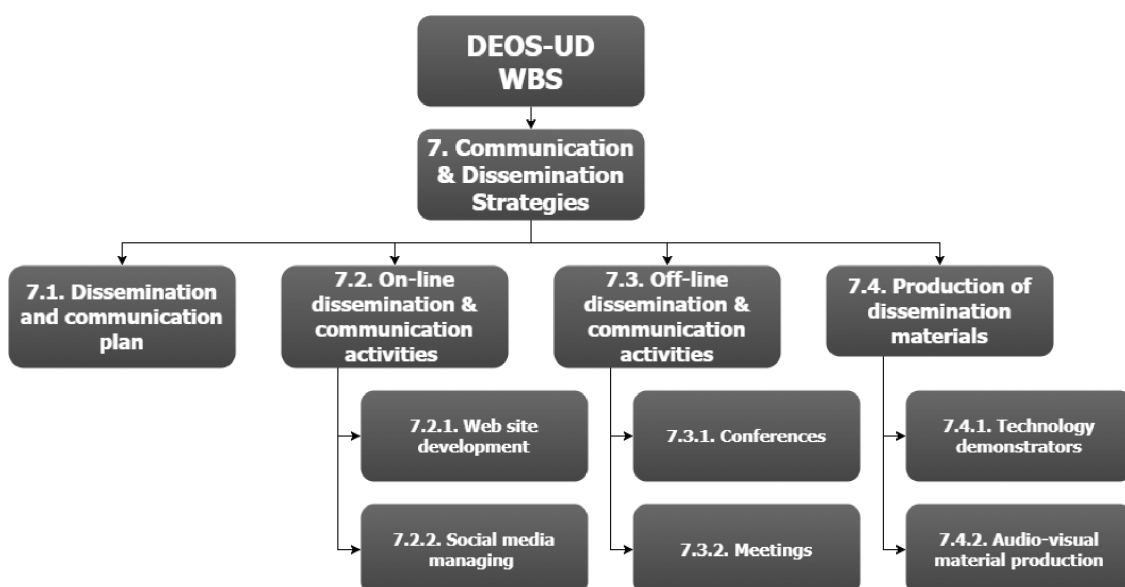 DEOS-UD
WBS
7. Communication
& Dissemination
Strategies
7.1. Dissemination
and communication
plan
7.2. On-line
dissemination &
communication
activities
7.3. Off-line
dissemination &
communication
activities
7.4. Production of
dissemination
materials
7.2.1. Web site
development
7.3.1. Conferences
7.4.1. Technology
demonstrators
7.2.2. Social media
managing
7.3.2. Meetings
7.4.2. Audio-visual
material production